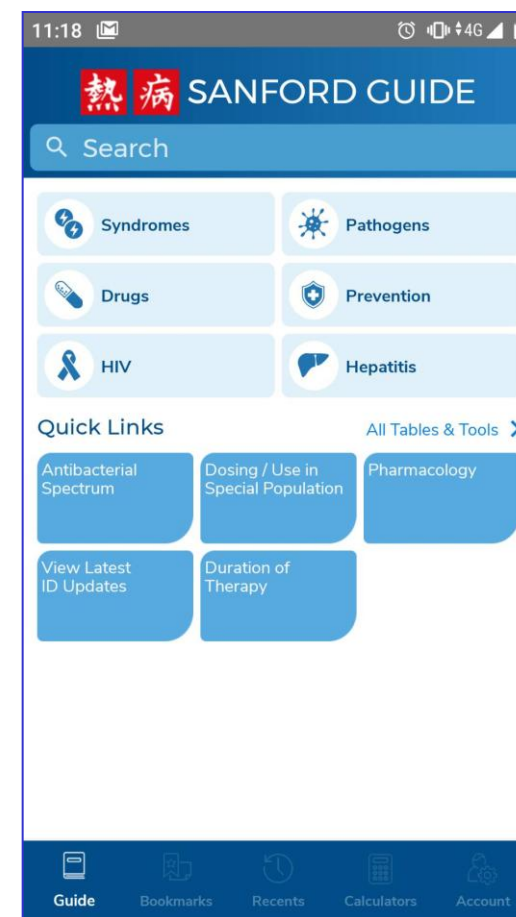 11:18 4G
熱 病 SANFORD GUIDE
Search
Syndromes
Pathogens
Drugs
Prevention
HIV
Hepatitis
Quick Links
All Tables & Tools
Antibacterial
Spectrum
Dosing / Use in
Special Population
Pharmacology
View Latest
ID Updates
Duration of
Therapy
Guide
Bookmarks
Recents
Calculators
Account